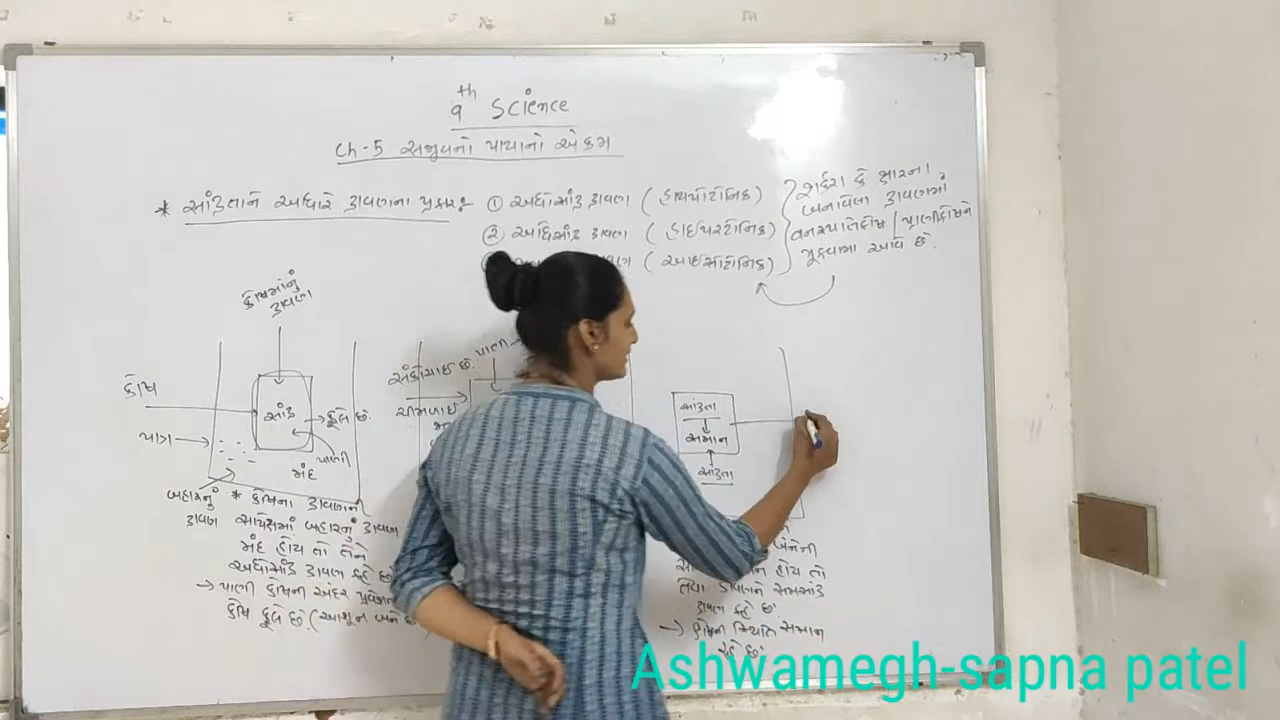 9th Science
Ch-5 સજીવનો પાયાનો એકમ
* સાંદ્રતાને આધારે દ્રાવણના પ્રકાર:-
① અધોસાંદ્ર દ્રાવણ (હાયપોટોનિક)
② અધિસાંદ્ર દ્રાવણ (હાઈપરટોનિક)
(આઇસોટોનિક)
શર્કરા કે ક્ષારના
બનાવેલા દ્રાવણમાં
વનસ્પતિકોષ / પ્રાણીકોષને
મૂકવામાં આવે છે.
કોષમાંનું
દ્રાવણ
કોષ
સાંદ્ર
ફૂલે છે.
પાત્ર
પાણી
મંદ
બહારનું
દ્રાવણ
* કોષના દ્રાવણની
સાપેક્ષમાં બહારનું દ્રાવણ
મંદ હોય તો તેને
અધોસાંદ્ર દ્રાવણ કહે છે.
→ પાણી કોષની અંદર
કોષ ફૂલે છે.
સંકોચાઈ છે.
ચીમળાઈ
પાણી
સાંદ્રતા
સમાન
સાંદ્રતા
બંનેની
હોય તો
તેવા દ્રાવણને સમસાંદ્ર
દ્રાવણ કહે છે.
→ કોષની સ્થિતિ સમાન
રહે છે.
Ashwamegh-sapna patel